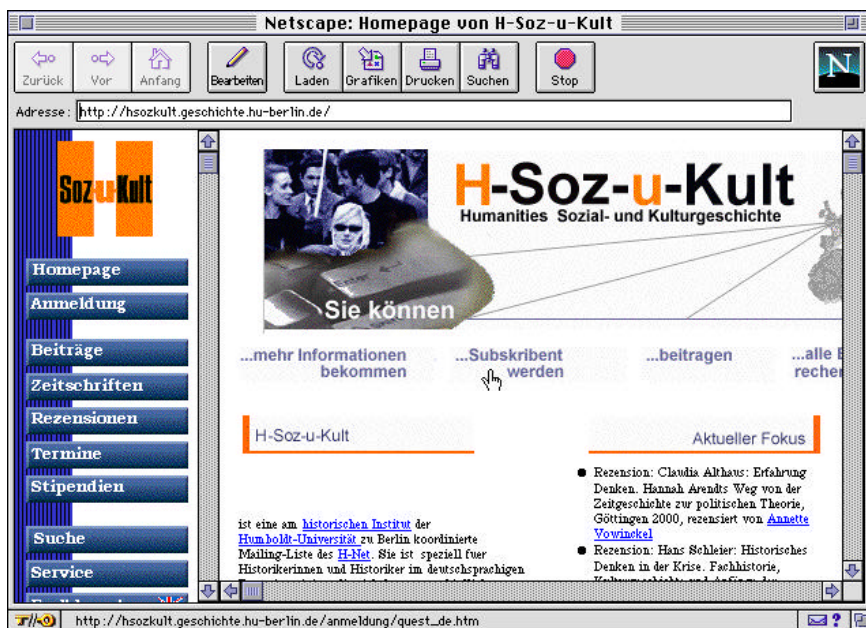 Netscape: Homepage von H-Soz-u-Kult
Zurück Vor Anfang Bearbeiten Laden Grafiken Drucken Suchen Stop
N
Adresse: http://hsozkult.geschichte.hu-berlin.de/
Soz-u-Kult
Homepage
Anmeldung
Beiträge
Zeitschriften
Rezensionen
Termine
Stipendien
Suche
Service
H-Soz-u-Kult
Humanities Sozial- und Kulturgeschichte
Enter
Sie können
...mehr Informationen
bekommen
...Subskribent
werden
...beitragen
...alle
recher
H-Soz-u-Kult
ist eine am historischen Institut der
Humboldt-Universität zu Berlin koordinierte
Mailing-Liste des H-Net. Sie ist speziell fuer
Historikerinnen und Historiker im deutschsprachigen
Aktueller Fokus
Rezension: Claudia Althaus: Erfahrung
Denken. Hannah Arendts Weg von der
Zeitgeschichte zur politischen Theorie,
Göttingen 2000, rezensiert von Annette
Vowinckel
Rezension: Hans Schleier: Historisches
Denken in der Krise. Fachhistorie,
http://hsozkult.geschichte.hu-berlin.de/anmeldung/quest_de.htm